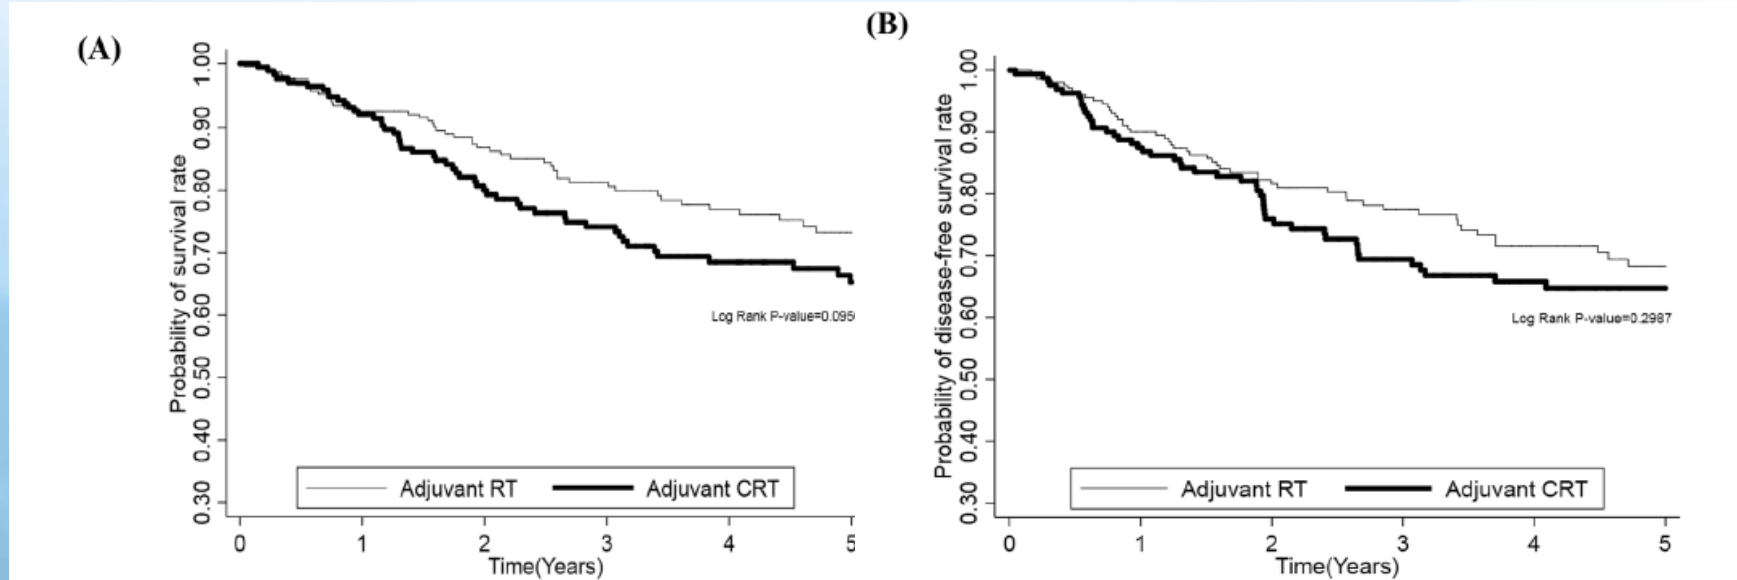 (A)
Probability of survival rate
1.00
0.90
0.80
0.70
0.60
0.50
0.40
0.30
Log Rank P-value=0.095
Adjuvant RT Adjuvant CRT
0 1 2 3 4 5
Time(Years)
(B)
Probability of disease-free survival rate
1.00
0.90
0.80
0.70
0.60
0.50
0.40
0.30
Log Rank P-value=0.2987
Adjuvant RT Adjuvant CRT
0 1 2 3 4 5
Time(Years)